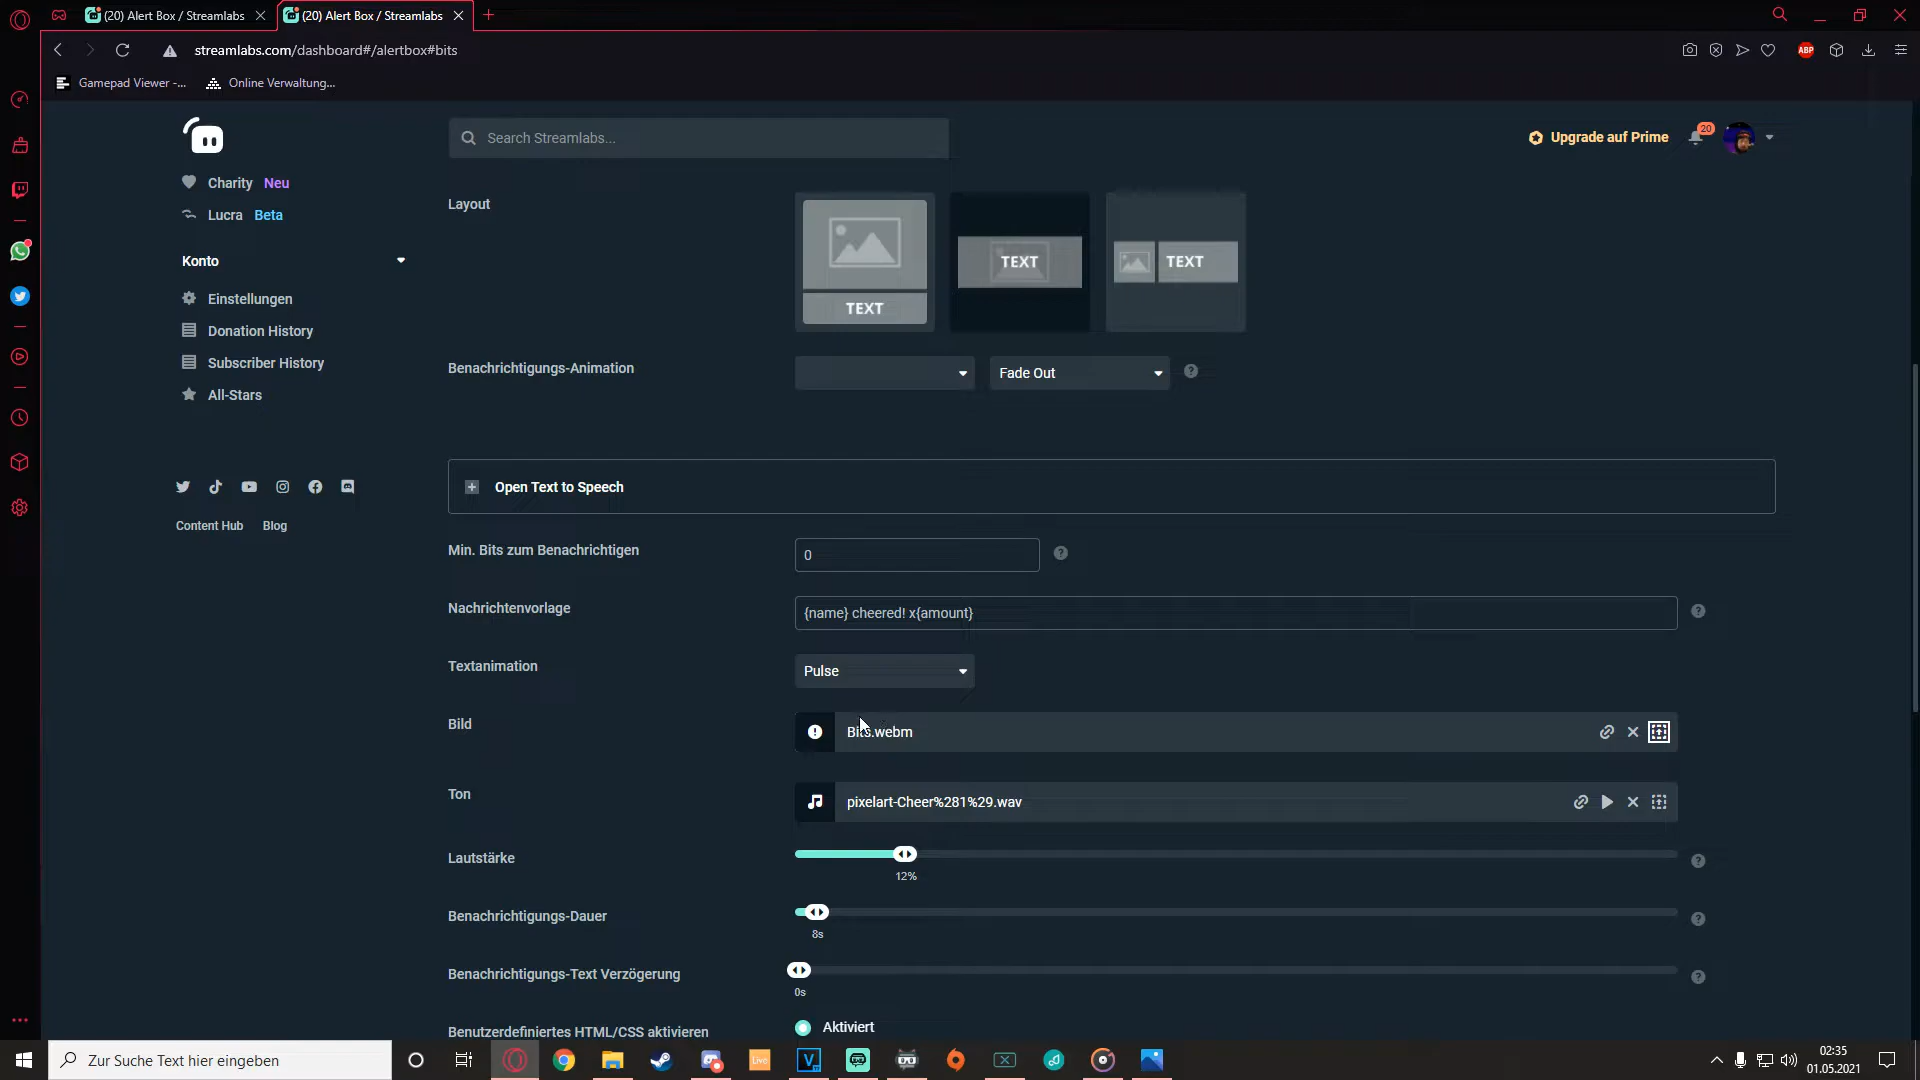 (20) Alert Box / Streamlabs
(20) Alert Box / Streamlabs
streamlabs.com/dashboard#/alertbox#bits
ABP
Gamepad Viewer -...
Online Verwaltung...
Search Streamlabs...
Upgrade auf Prime
20
Charity Neu
Lucra Beta
Konto
Einstellungen
Donation History
Subscriber History
All-Stars
Content Hub
Blog
Layout
TEXT
TEXT
TEXT
Benachrichtigungs-Animation
Fade Out
Open Text to Speech
Min. Bits zum Benachrichtigen
0
Nachrichtenvorlage
{name} cheered! x{amount}
Textanimation
Pulse
Bild
Bits.webm
Ton
pixelart-Cheer%281%29.wav
Lautstärke
12%
Benachrichtigungs-Dauer
8s
Benachrichtigungs-Text Verzögerung
0s
Benutzerdefiniertes HTML/CSS aktivieren
Aktiviert
Zur Suche Text hier eingeben
Live
02:35
01.05.2021